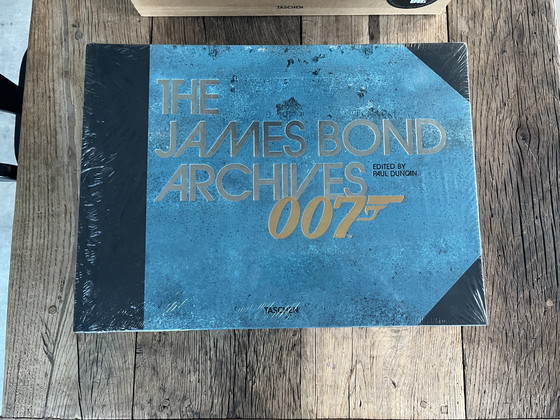 TASCHEN
THE
JAMES BOND
ARCHIVES
EDITED BY
PAUL DUNCAN
007
TASCHEN